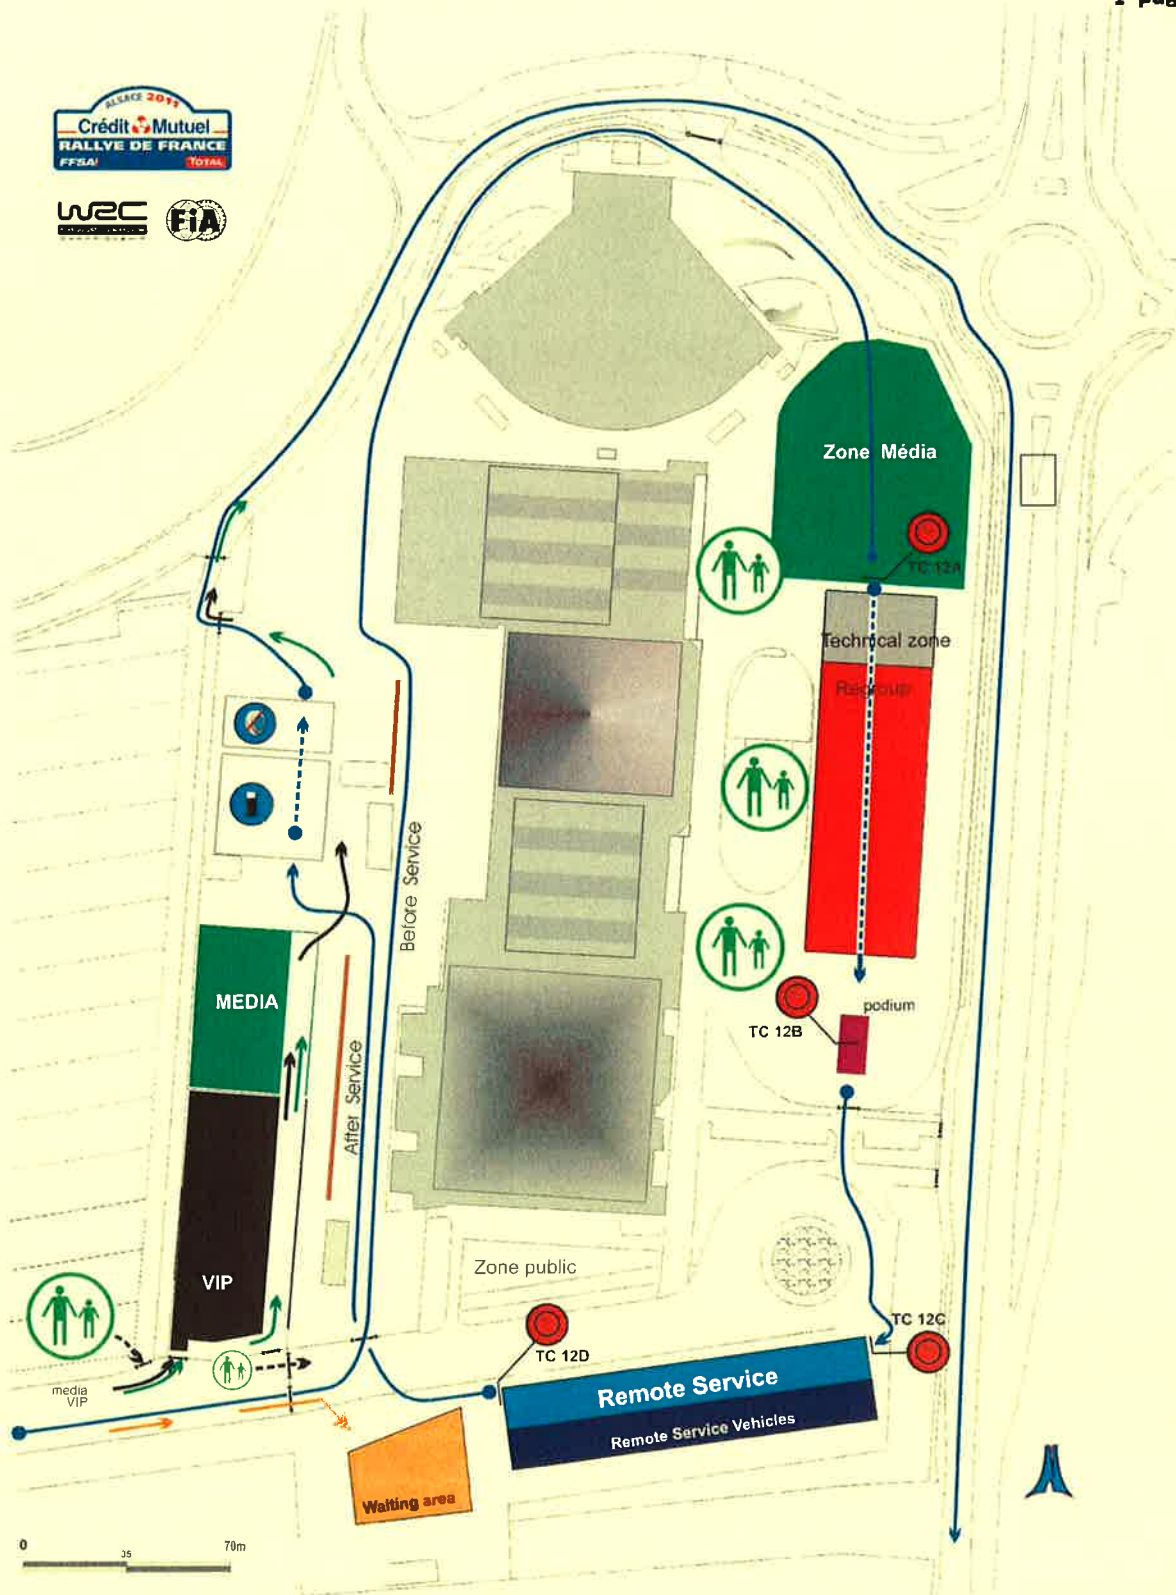 ALSACE 2011
Crédit Mutuel
RALLYE DE FRANCE
FFSA!
TOTAL
WRC
FiA
Zone Média
TC 12A
Technical zone
Regroup
Before Service
MEDIA
podium
TC 12B
After Service
VIP
Zone public
TC 12C
TC 12D
media
VIP
Remote Service
Remote Service Vehicles
Waiting area
0
35
70m